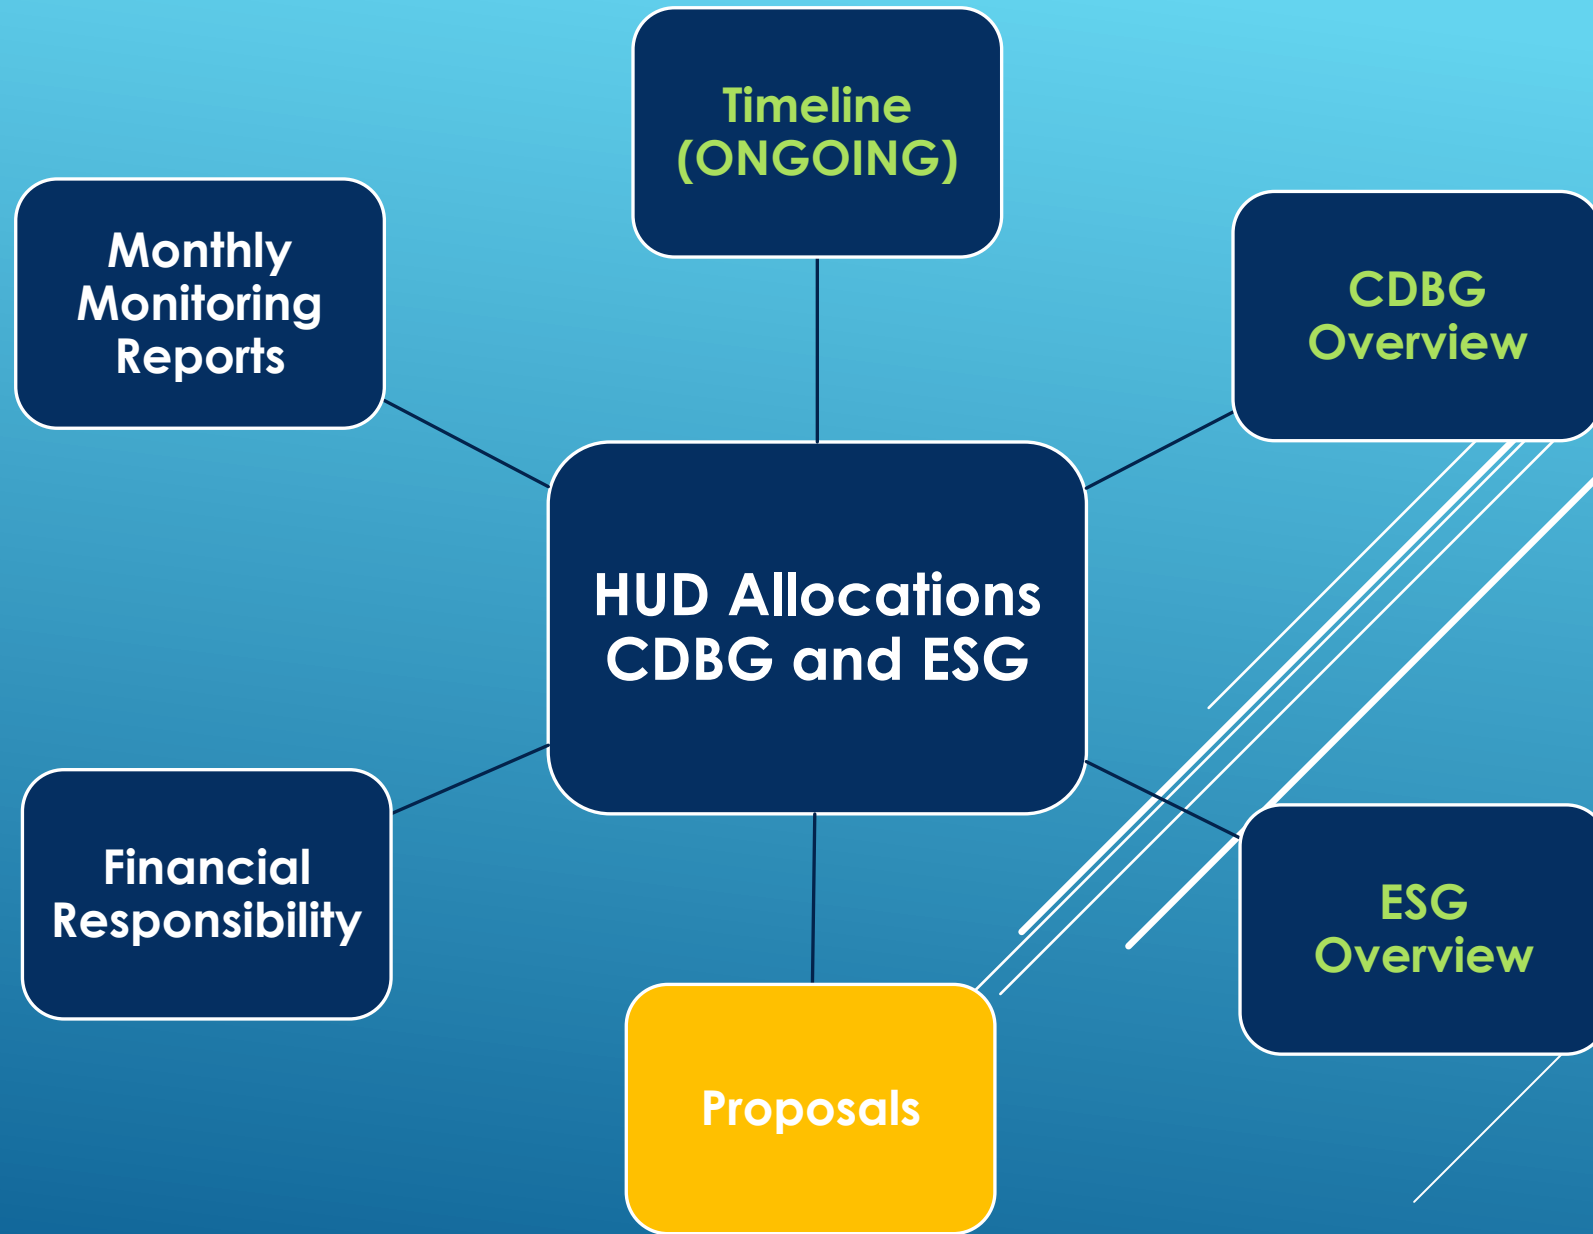 Timeline
(ONGOING)
Monthly
Monitoring
Reports
CDBG
Overview
HUD Allocations
CDBG and ESG
Financial
Responsibility
ESG
Overview
Proposals